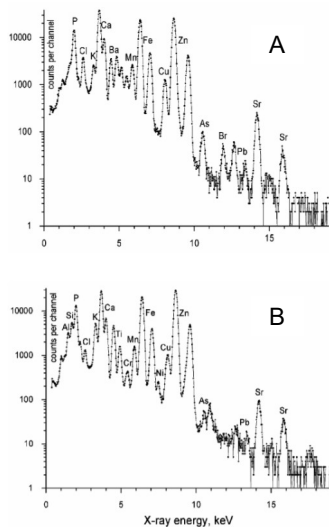 A
counts per channel
10000
1000
100
10
1
P
Cl
K
Ca
Ba
Mn
Fe
Cu
Zn
As
Br
Pb
Sr
Sr
0
5
10
15
B
counts per channel
10000
1000
100
10
1
Al
Si
P
Cl
K
Ca
Ti
Cr
Mn
Fe
Ni
Cu
Zn
As
Pb
Sr
Sr
0
5
10
15
X-ray energy, keV